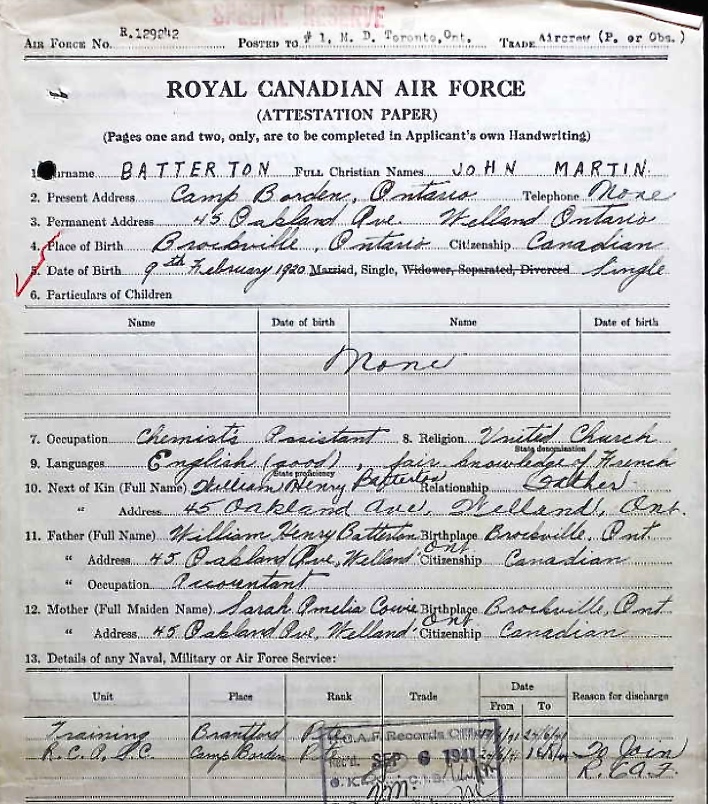 SPECIAL RESERVE
AIR FORCE No. R.129242 POSTED TO # 1, M. D. Toronto, Ont. TRADE Aircrew (P. or Obs.)
ROYAL CANADIAN AIR FORCE
(ATTESTATION PAPER)
(Pages one and two, only, are to be completed in Applicant's own Handwriting)
1. urname BATTERTON FULL CHRISTIAN NAMES JOHN MARTIN.
2. Present Address Camp Borden, Ontario Telephone None
3. Permanent Address 45 Oakland Ave. Welland Ontario
4. Place of Birth Brockville, Ontario Citizenship Canadian
5. Date of Birth 9th February 1920 Married, Single, Widower, Separated, Divorced Single
6. Particulars of Children
Name Date of birth Name Date of birth
None
7. Occupation Chemist's Assistant 8. Religion United Church
State denomination
9. Languages English (good), fair knowledge of French
State proficiency
10. Next of Kin (Full Name) William Henry Batterton Relationship Father
" Address 45 Oakland Ave, Welland, Ont.
11. Father (Full Name) William Henry Batterton Birthplace Brockville, Ont
" Address 45 Oakland Ave, Welland Ont Citizenship Canadian
" Occupation Accountant
12. Mother (Full Maiden Name) Sarah Amelia Cowie Birthplace Brockville, Ont
" Address 45 Oakland Ave, Welland Ont Citizenship Canadian
13. Details of any Naval, Military or Air Force Service:
Unit Place Rank Trade Date From To Reason for discharge
Training Brantford Pte 24/6/41
R.C.A.S.C. Camp Borden Pte To Join
R.C.A.F.
R.C.A.F. Records Office
SEP 6 1941